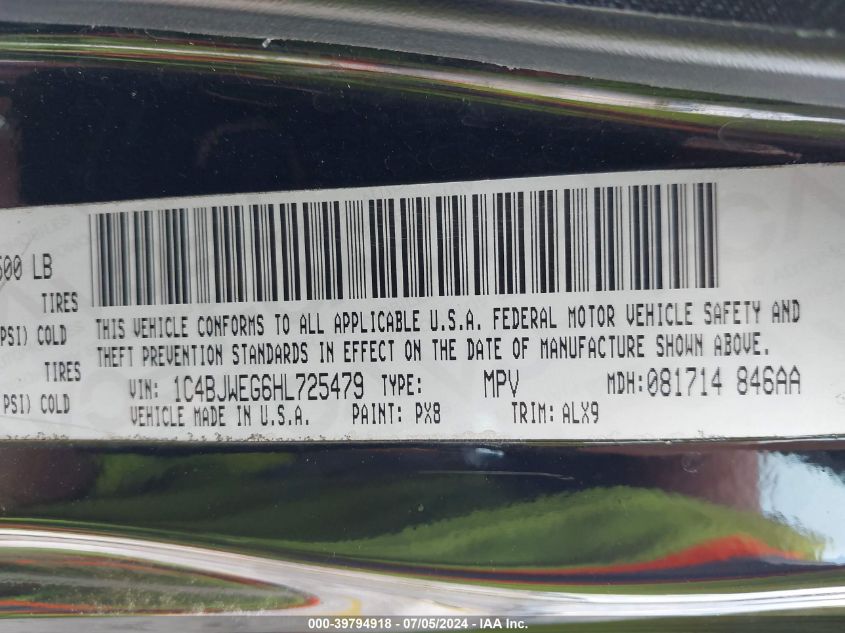 500 LB
TIRES
PSI) COLD
TIRES
PSI) COLD
THIS VEHICLE CONFORMS TO ALL APPLICABLE U.S.A. FEDERAL MOTOR VEHICLE SAFETY AND
THEFT PREVENTION STANDARDS IN EFFECT ON THE DATE OF MANUFACTURE SHOWN ABOVE.
VIN: 1C4BJWEG6HL725479 TYPE: MPV MDH:081714 846AA
VEHICLE MADE IN U.S.A. PAINT: PX8 TRIM: ALX9
000-39794918 - 07/05/2024 - IAA Inc.